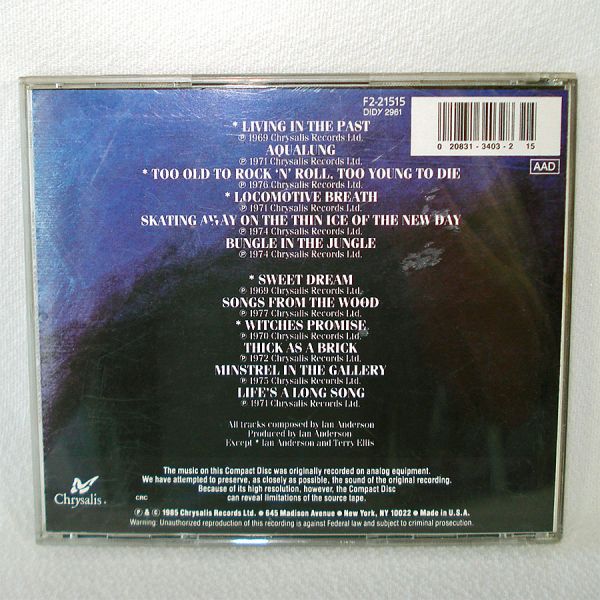 F2-21515
DIDY 2961
0 20831-3403-2 15
AAD
* LIVING IN THE PAST
℗ 1969 Chrysalis Records Ltd.
AQUALUNG
℗ 1971 Chrysalis Records Ltd.
* TOO OLD TO ROCK 'N' ROLL. TOO YOUNG TO DIE
℗ 1976 Chrysalis Records Ltd.
* LOCOMOTIVE BREATH
℗ 1971 Chrysalis Records Ltd.
SKATING AWAY ON THE THIN ICE OF THE NEW DAY
℗ 1974 Chrysalis Records Ltd.
BUNGLE IN THE JUNGLE
℗ 1974 Chrysalis Records Ltd.
* SWEET DREAM
℗ 1969 Chrysalis Records Ltd.
SONGS FROM THE WOOD
℗ 1977 Chrysalis Records Ltd.
* WITCHES PROMISE
℗ 1970 Chrysalis Records Ltd.
THICK AS A BRICK
℗ 1972 Chrysalis Records Ltd.
MINSTREL IN THE GALLERY
℗ 1975 Chrysalis Records Ltd.
LIFE'S A LONG SONG
℗ 1971 Chrysalis Records Ltd.
All tracks composed by Ian Anderson
Produced by Ian Anderson
Except * Ian Anderson and Terry Ellis
The music on this Compact Disc was originally recorded on analog equipment.
We have attempted to preserve, as closely as possible, the sound of the original recording.
Because of its high resolution, however, the Compact Disc
can reveal limitations of the source tape.
Chrysalis.
CRC
℗ & © 1985 Chrysalis Records Ltd. ● 645 Madison Avenue ● New York, NY 10022 ● Made in U.S.A.
Warning: Unauthorized reproduction of this recording is against Federal law and subject to criminal prosecution.